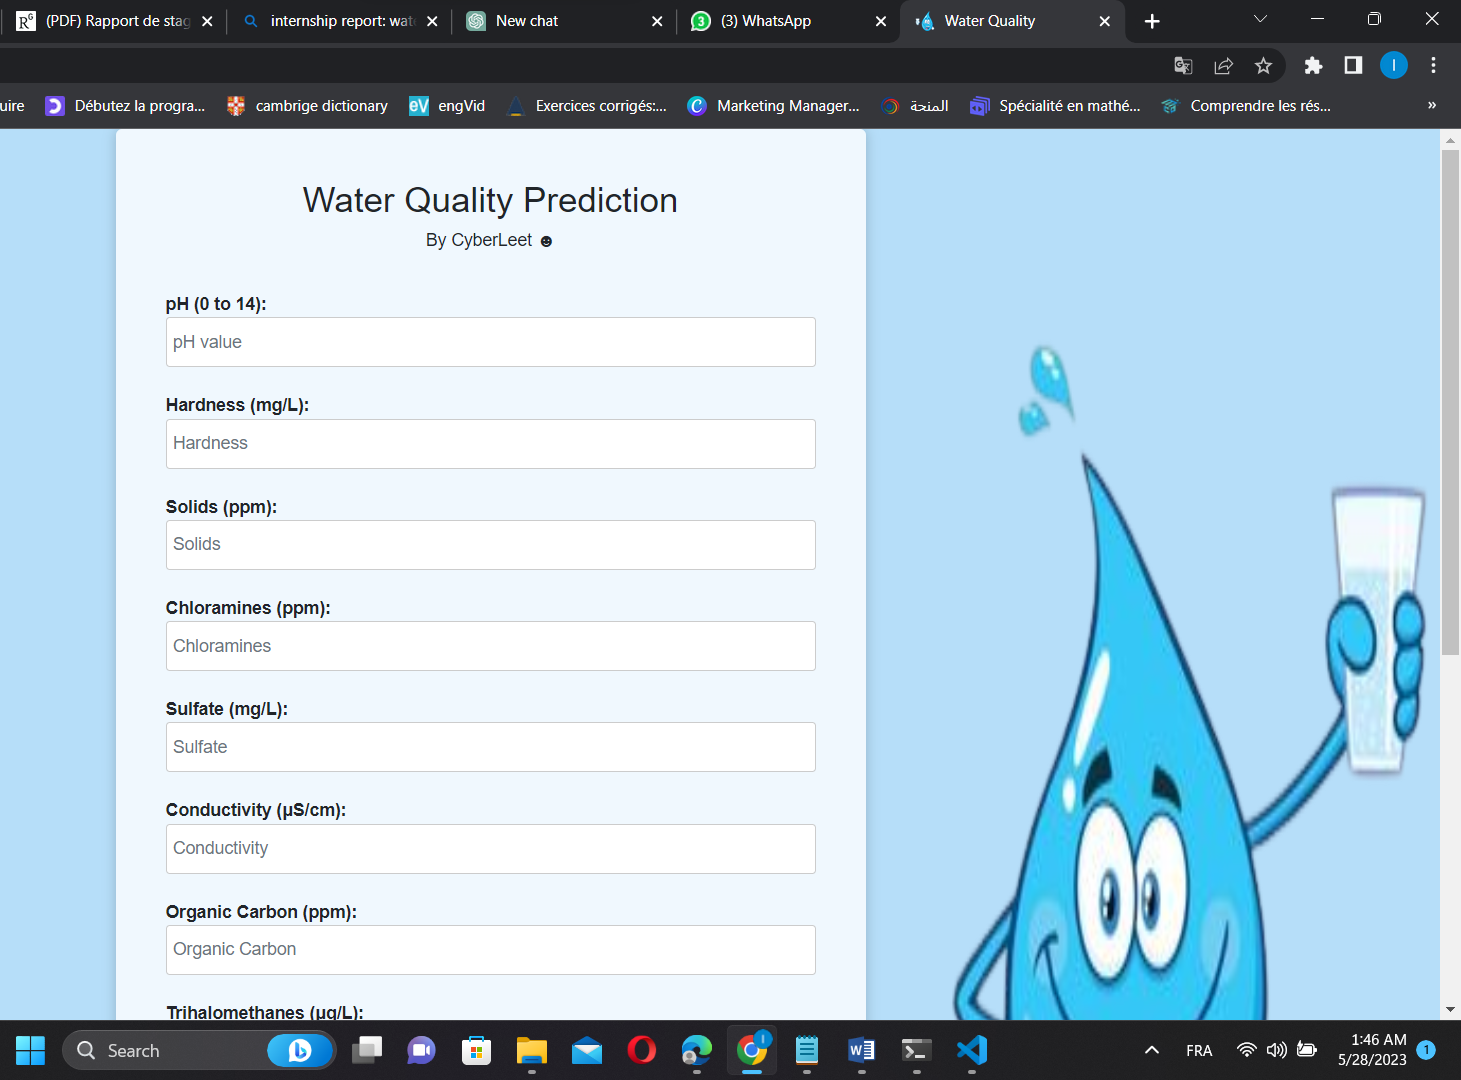 (PDF) Rapport de stag
internship report: wat
New chat
3 (3) WhatsApp
Water Quality
I
uire
Débutez la progra...
cambrige dictionary
eV engVid
Exercices corrigés:...
Marketing Manager...
المنحة
Spécialité en mathé...
Comprendre les rés...
»
Water Quality Prediction
By CyberLeet ☻
pH (0 to 14):
pH value
Hardness (mg/L):
Hardness
Solids (ppm):
Solids
Chloramines (ppm):
Chloramines
Sulfate (mg/L):
Sulfate
Conductivity (μS/cm):
Conductivity
Organic Carbon (ppm):
Organic Carbon
Trihalomethanes (μg/L):
Search
FRA
1:46 AM
5/28/2023
1